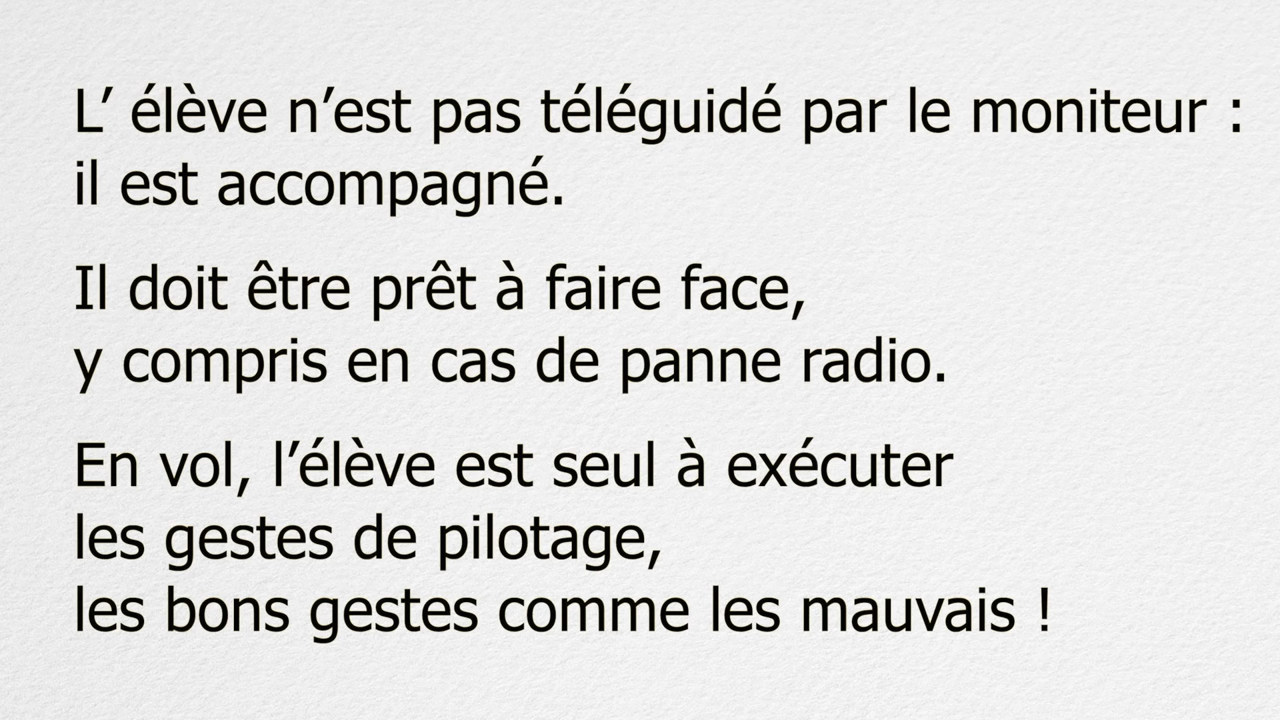 L’ élève n’est pas téléguidé par le moniteur :
il est accompagné.
Il doit être prêt à faire face,
y compris en cas de panne radio.
En vol, l’élève est seul à exécuter
les gestes de pilotage,
les bons gestes comme les mauvais !